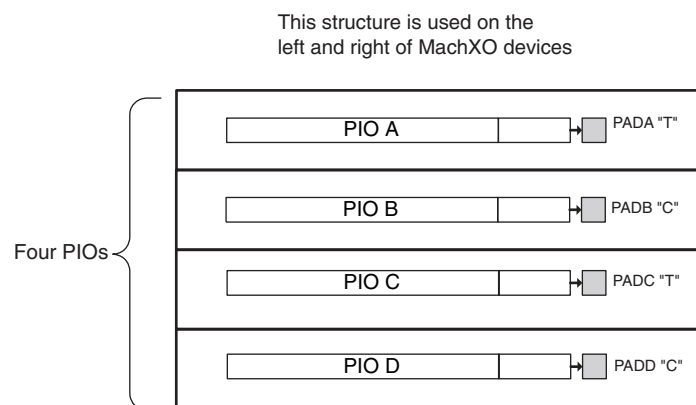 This structure is used on the
left and right of MachXO devices
PIO A
PADA "T"
PIO B
PADB "C"
Four PIOs
PIO C
PADC "T"
PIO D
PADD "C"